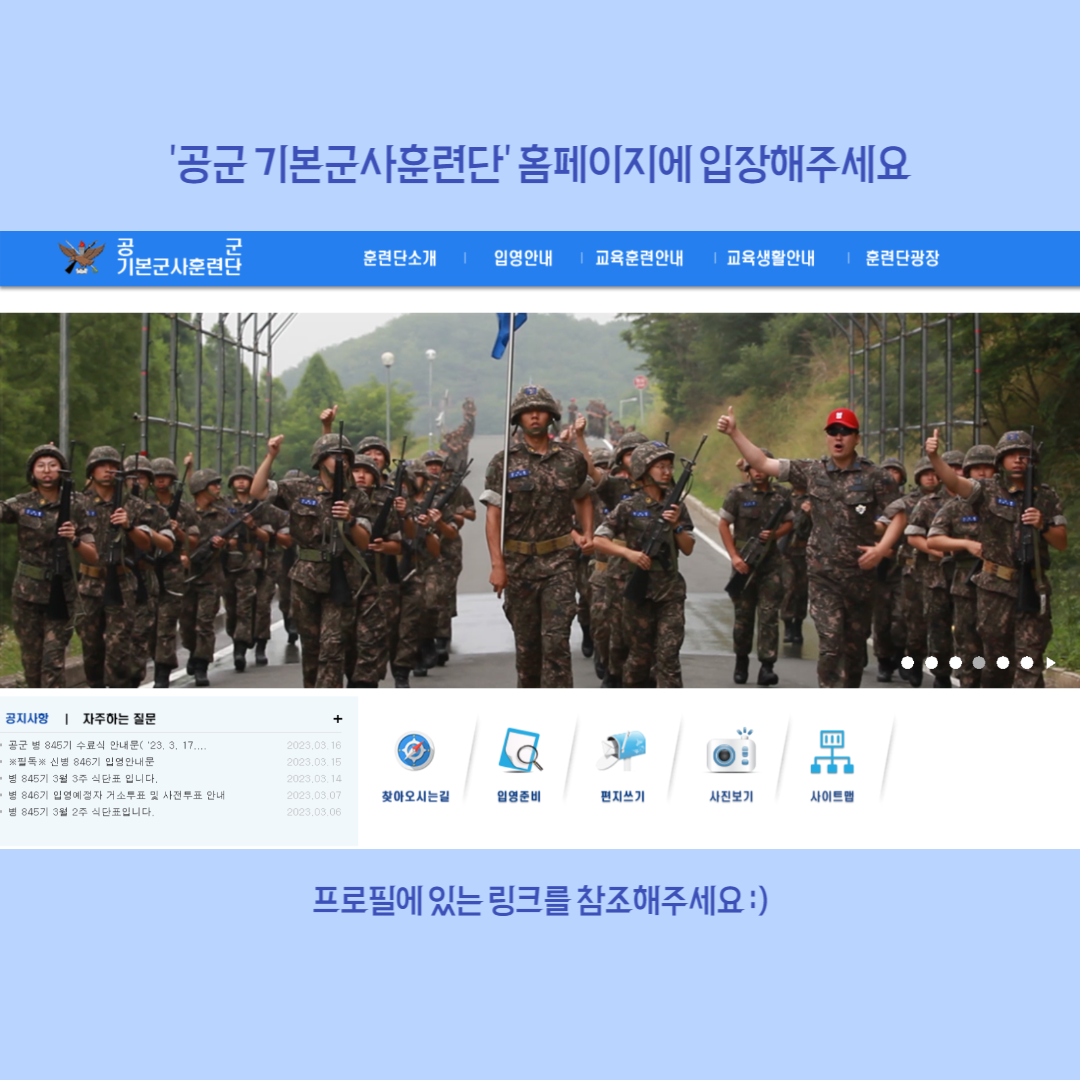 '공군 기본군사훈련단' 홈페이지에 입장해주세요
공 군
기본군사훈련단
훈련단소개 | 입영안내 | 교육훈련안내 | 교육생활안내 | 훈련단광장
공지사항 | 자주하는 질문 +
공군 병 845기 수료식 안내문( '23. 3. 17.... 2023.03.16
※필독※ 신병 846기 입영안내문 2023.03.15
병 845기 3월 3주 식단표 입니다. 2023.03.14
병 846기 입영예정자 거소투표 및 사전투표 안내 2023.03.07
병 845기 3월 2주 식단표입니다. 2023.03.06
찾아오시는길
입영준비
편지쓰기
사진보기
사이트맵
프로필에 있는 링크를 참조해주세요 :)